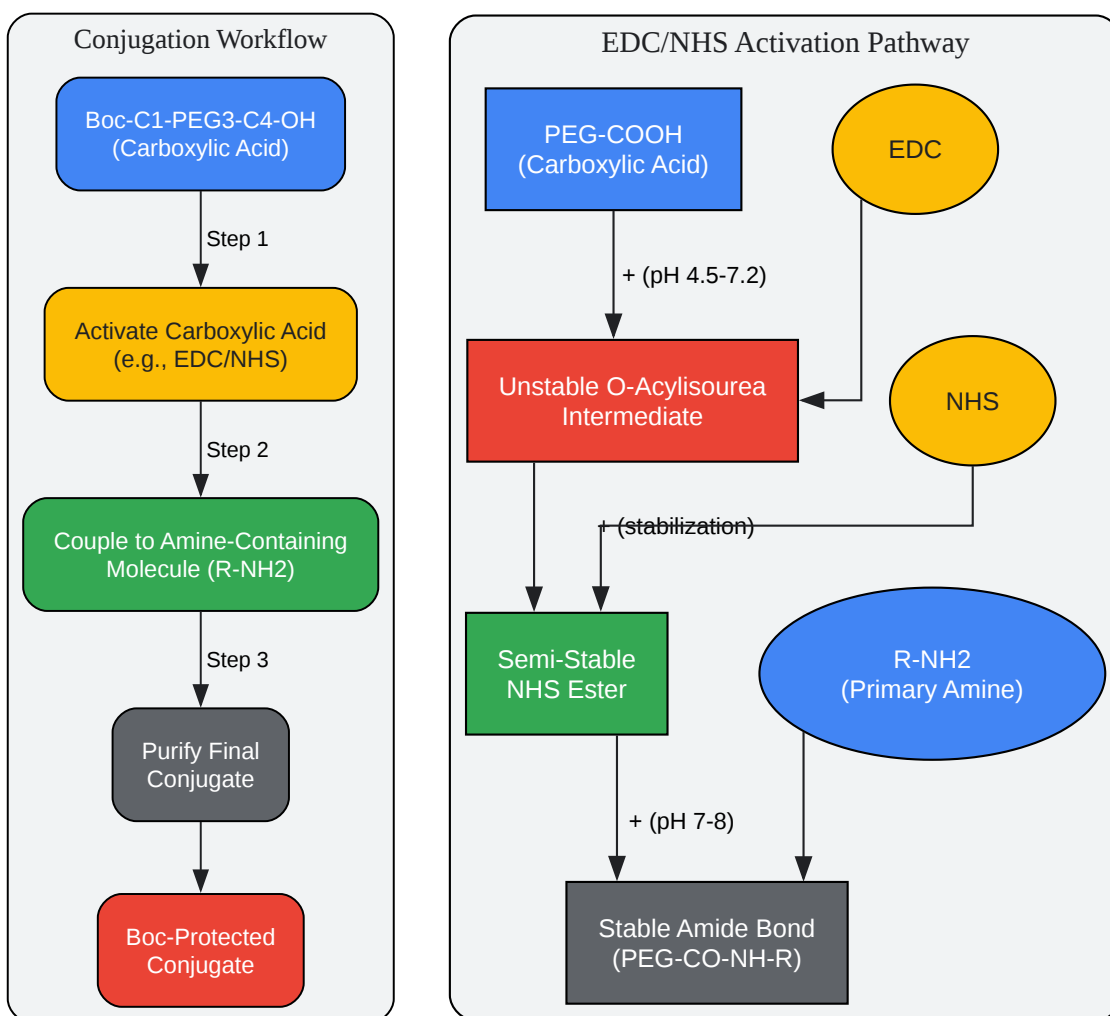 Conjugation Workflow
Boc-C1-PEG3-C4-OH
(Carboxylic Acid)
Step 1
Activate Carboxylic Acid
(e.g., EDC/NHS)
Step 2
Couple to Amine-Containing
Molecule (R-NH2)
Step 3
Purify Final
Conjugate
Boc-Protected
Conjugate
EDC/NHS Activation Pathway
PEG-COOH
(Carboxylic Acid)
EDC
+ (pH 4.5-7.2)
Unstable O-Acylisourea
Intermediate
NHS
+ (stabilization)
Semi-Stable
NHS Ester
R-NH2
(Primary Amine)
+ (pH 7-8)
Stable Amide Bond
(PEG-CO-NH-R)